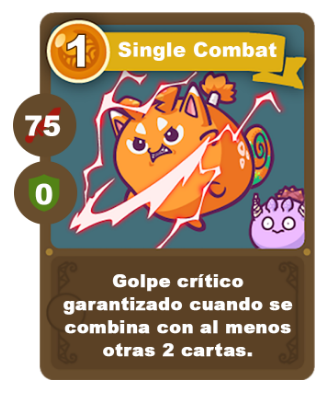 1
Single Combat
75
0
Golpe crítico
garantizado cuando se
combina con al menos
otras 2 cartas.